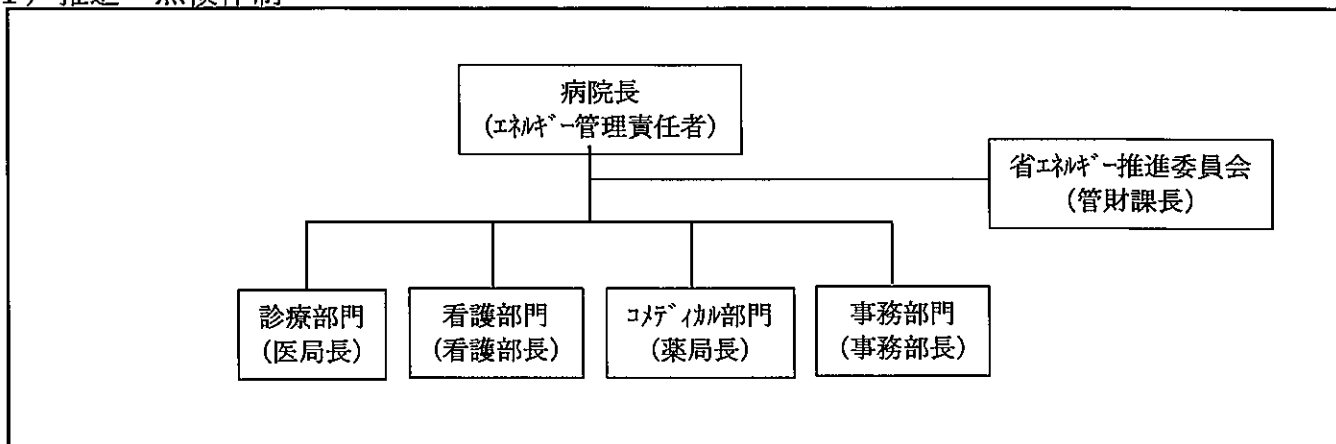 病院長
(ｴﾈﾙｷﾞｰ管理責任者)
省ｴﾈﾙｷﾞｰ推進委員会
(管財課長)
診療部門
(医局長)
看護部門
(看護部長)
ｺﾒﾃﾞｨｶﾙ部門
(薬局長)
事務部門
(事務部長)